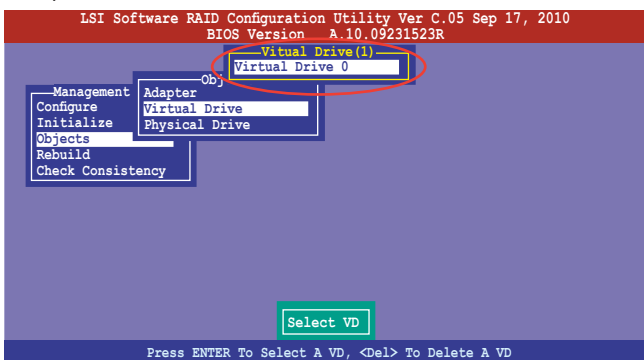 LSI Software RAID Configuration Utility Ver C.05 Sep 17, 2010
BIOS Version A.10.09231523R
Vitual Drive(1)
Virtual Drive 0
Obj
Adapter
Virtual Drive
Physical Drive
Management
Configure
Initialize
Objects
Rebuild
Check Consistency
Select VD
Press ENTER To Select A VD, <Del> To Delete A VD